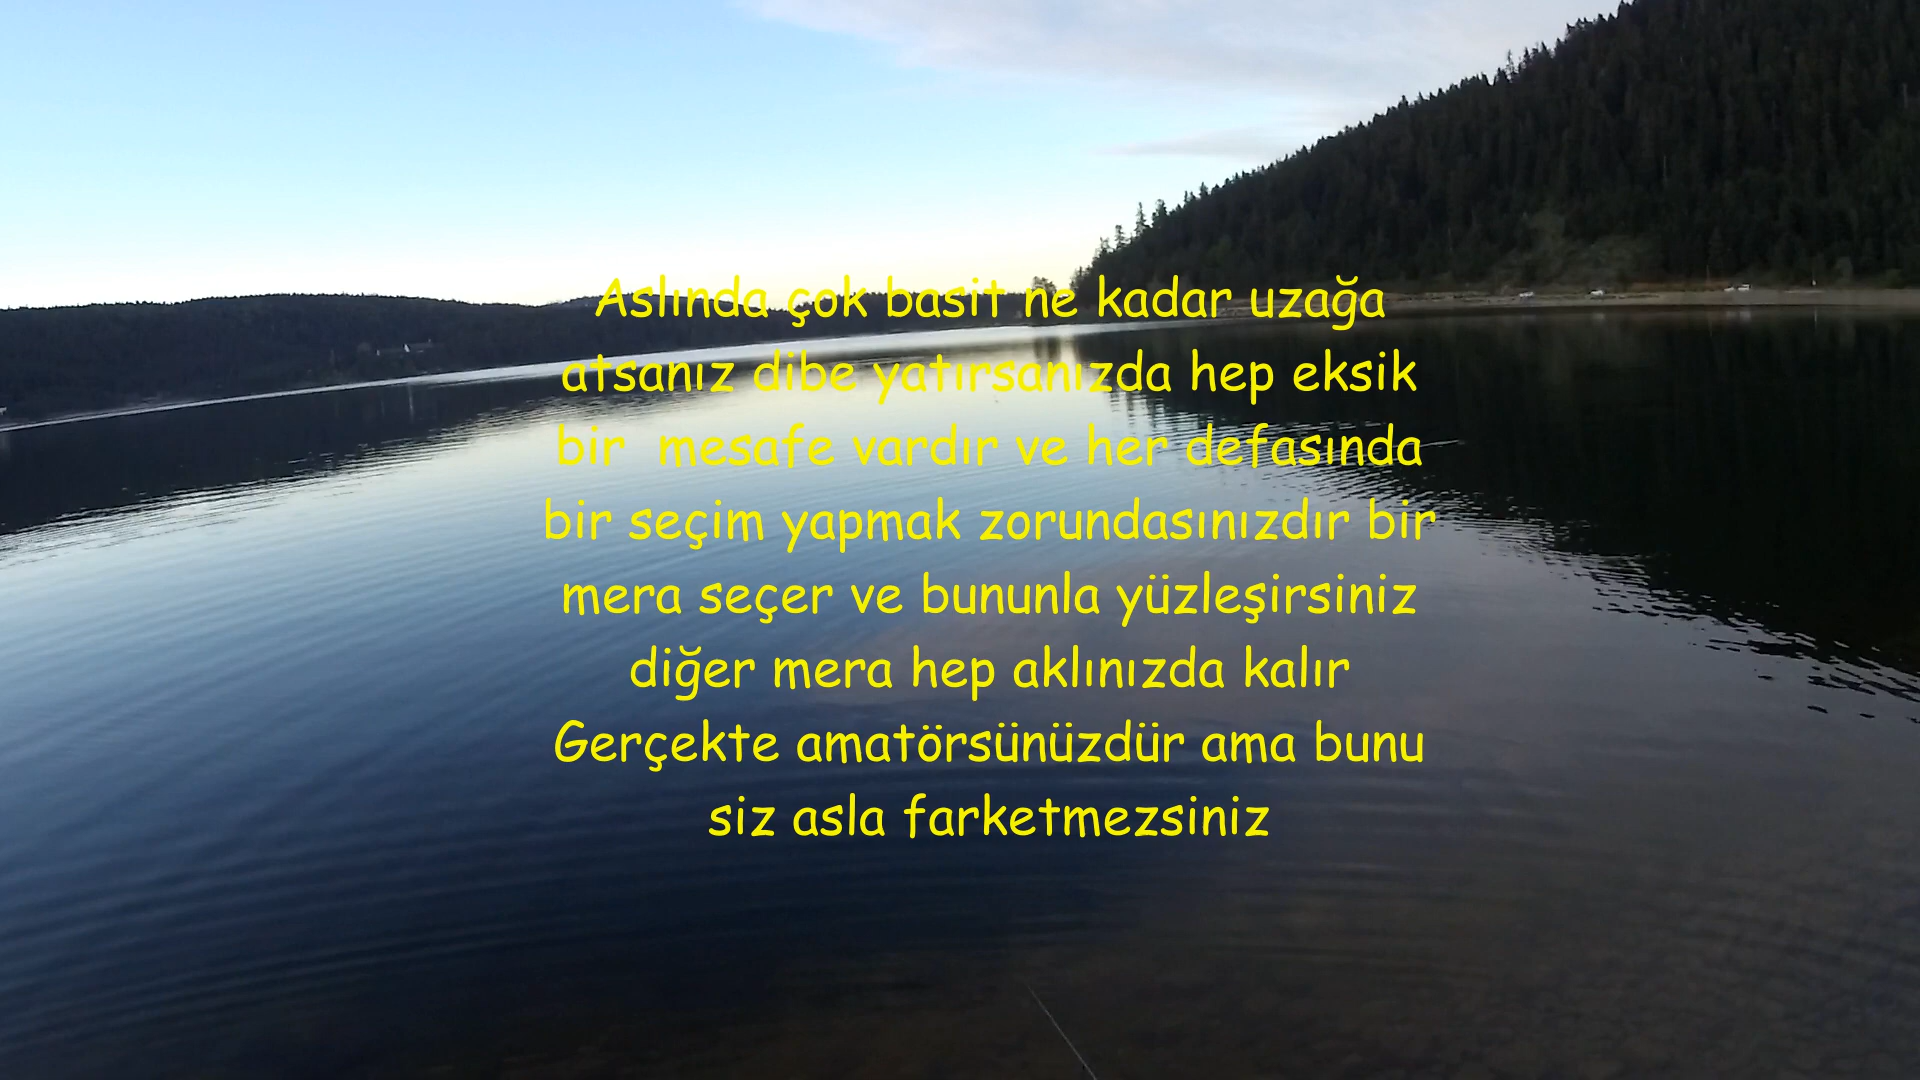 Aslında çok basit ne kadar uzağa
atsanız dibe yatırsanızda hep eksik
bir  mesafe vardır ve her defasında
bir seçim yapmak zorundasınızdır bir
mera seçer ve bununla yüzleşirsiniz
diğer mera hep aklınızda kalır
Gerçekte amatörsünüzdür ama bunu
siz asla farketmezsiniz